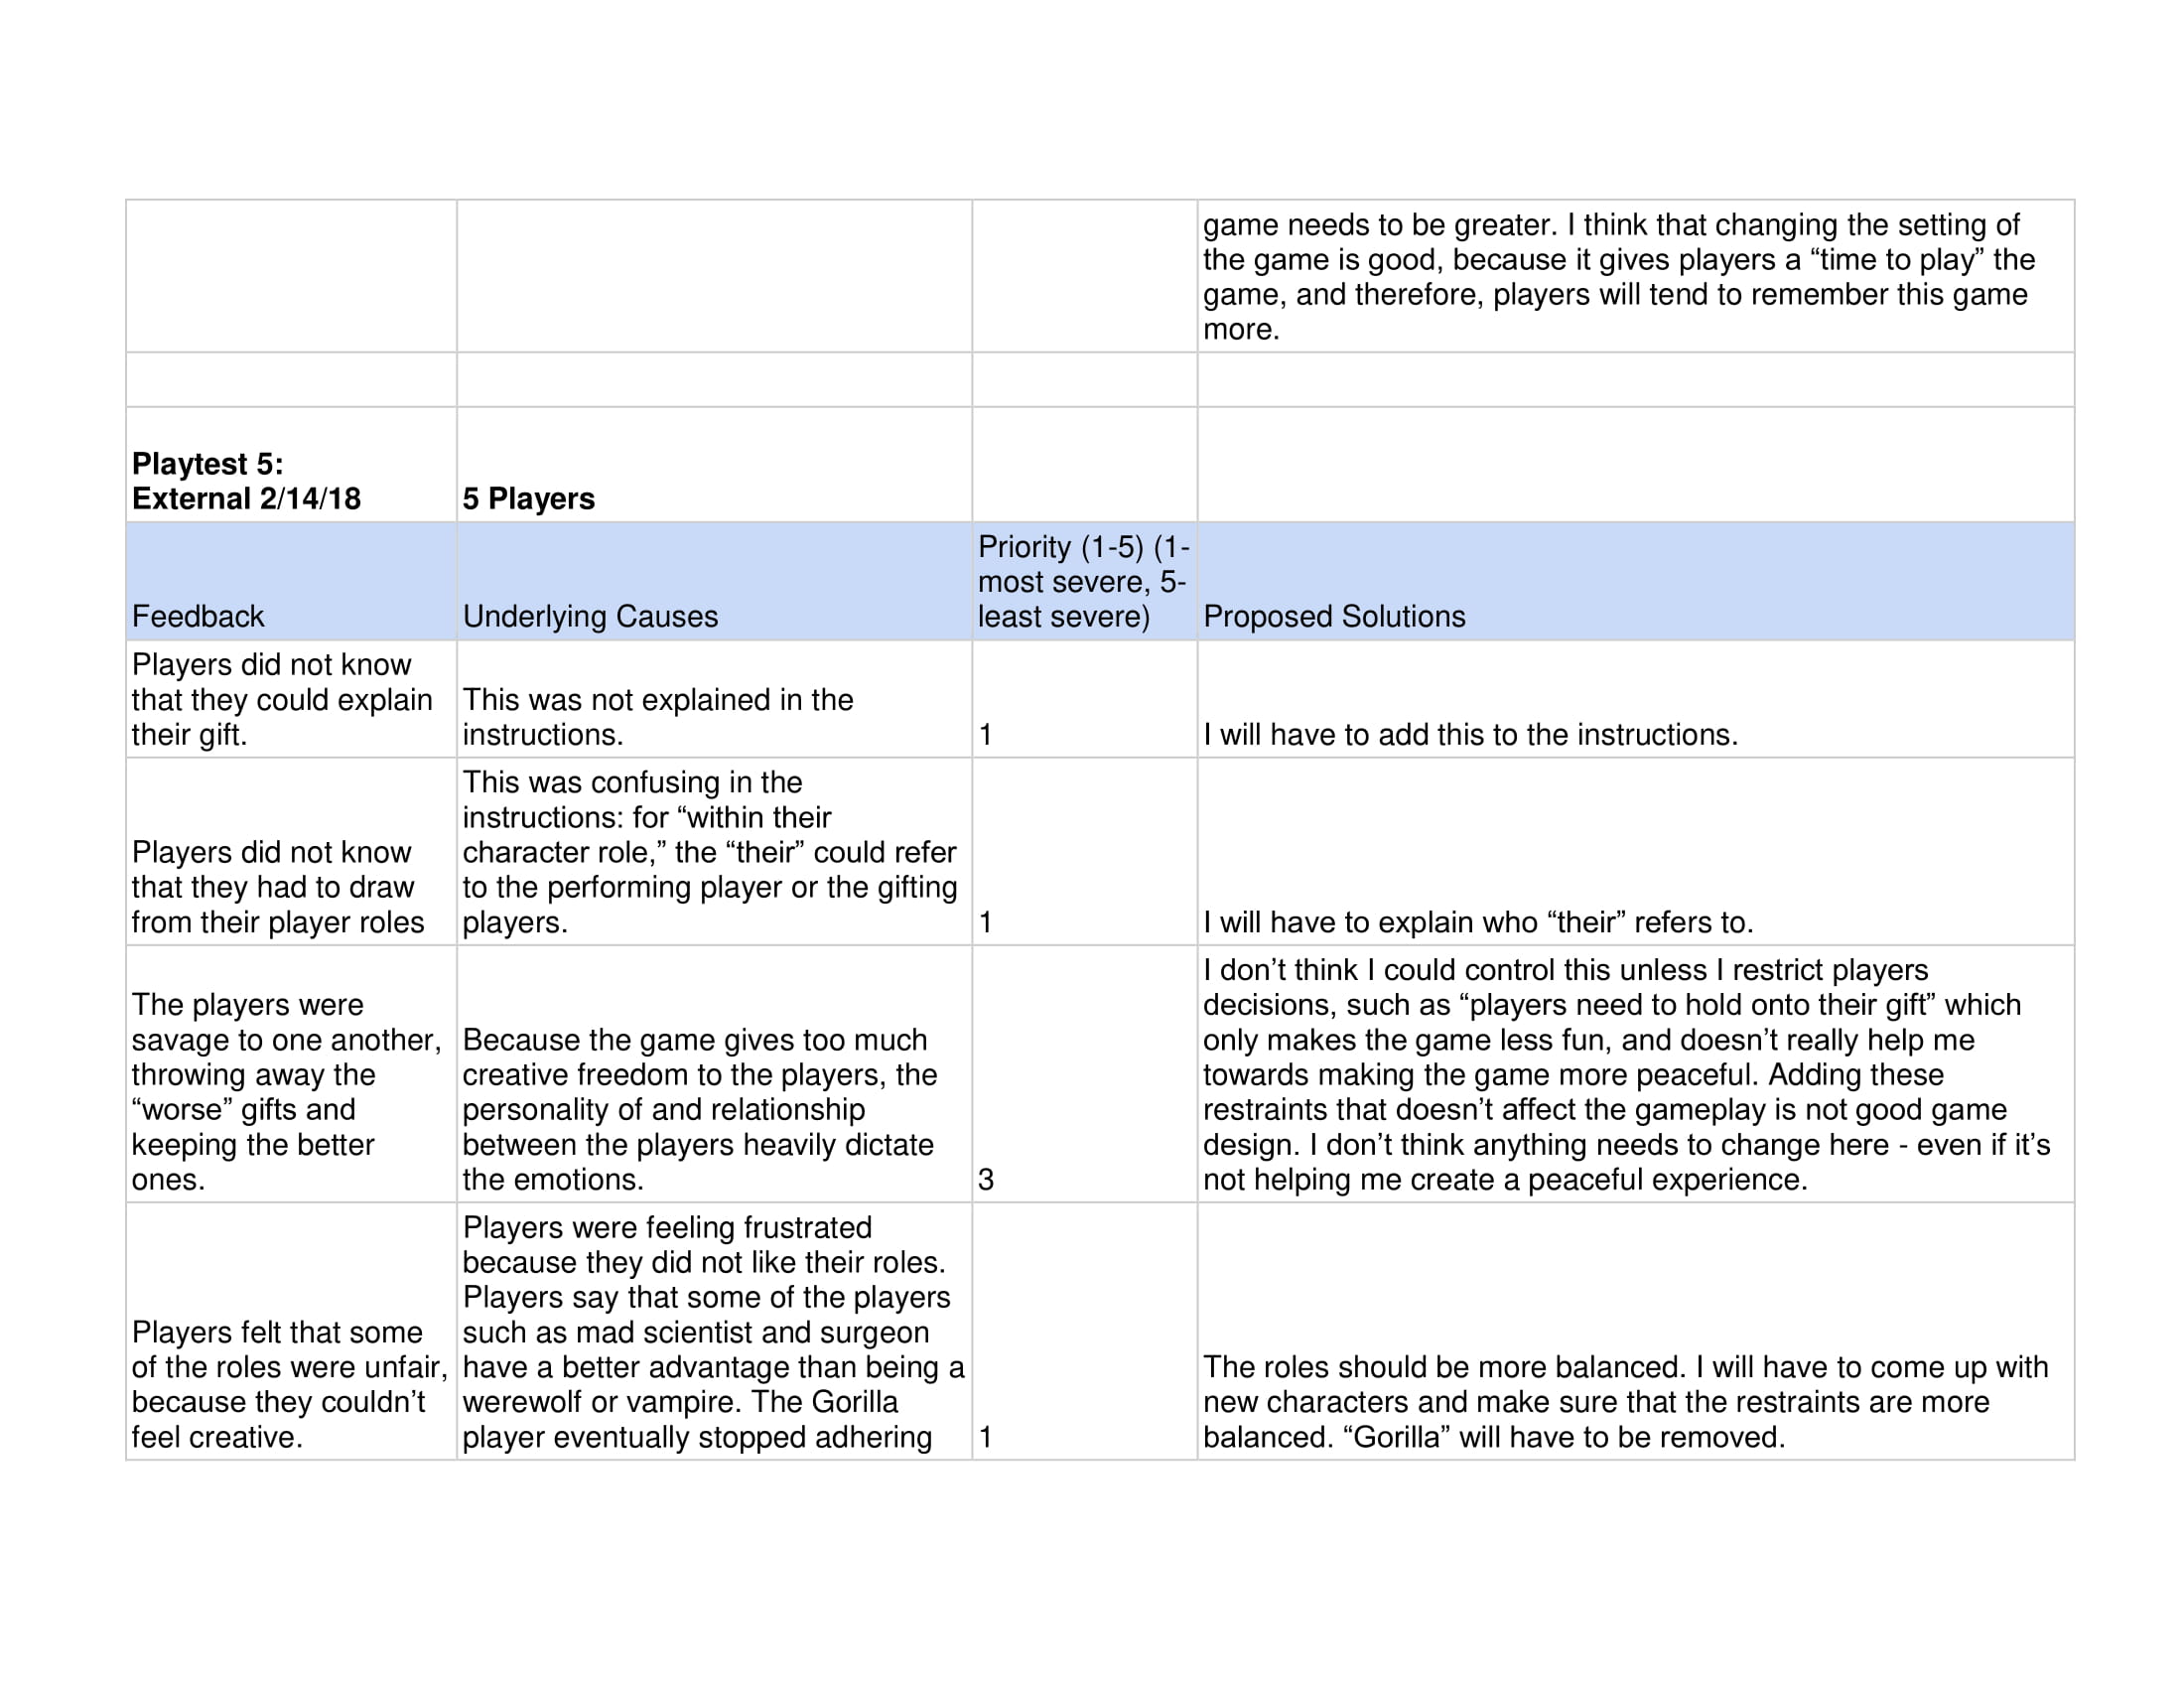 game needs to be greater. I think that changing the setting of
the game is good, because it gives players a “time to play” the
game, and therefore, players will tend to remember this game
more.
Playtest 5:
External 2/14/18
5 Players
Feedback
Underlying Causes
Priority (1-5) (1-
most severe, 5-
least severe)
Proposed Solutions
Players did not know
that they could explain
their gift.
This was not explained in the
instructions.
1
I will have to add this to the instructions.
Players did not know
that they had to draw
from their player roles
This was confusing in the
instructions: for “within their
character role,” the “their” could refer
to the performing player or the gifting
players.
1
I will have to explain who “their” refers to.
The players were
savage to one another,
throwing away the
“worse” gifts and
keeping the better
ones.
Because the game gives too much
creative freedom to the players, the
personality of and relationship
between the players heavily dictate
the emotions.
3
I don’t think I could control this unless I restrict players
decisions, such as “players need to hold onto their gift” which
only makes the game less fun, and doesn’t really help me
towards making the game more peaceful. Adding these
restraints that doesn’t affect the gameplay is not good game
design. I don’t think anything needs to change here - even if it’s
not helping me create a peaceful experience.
Players felt that some
of the roles were unfair,
because they couldn’t
feel creative.
Players were feeling frustrated
because they did not like their roles.
Players say that some of the players
such as mad scientist and surgeon
have a better advantage than being a
werewolf or vampire. The Gorilla
player eventually stopped adhering
1
The roles should be more balanced. I will have to come up with
new characters and make sure that the restraints are more
balanced. “Gorilla” will have to be removed.